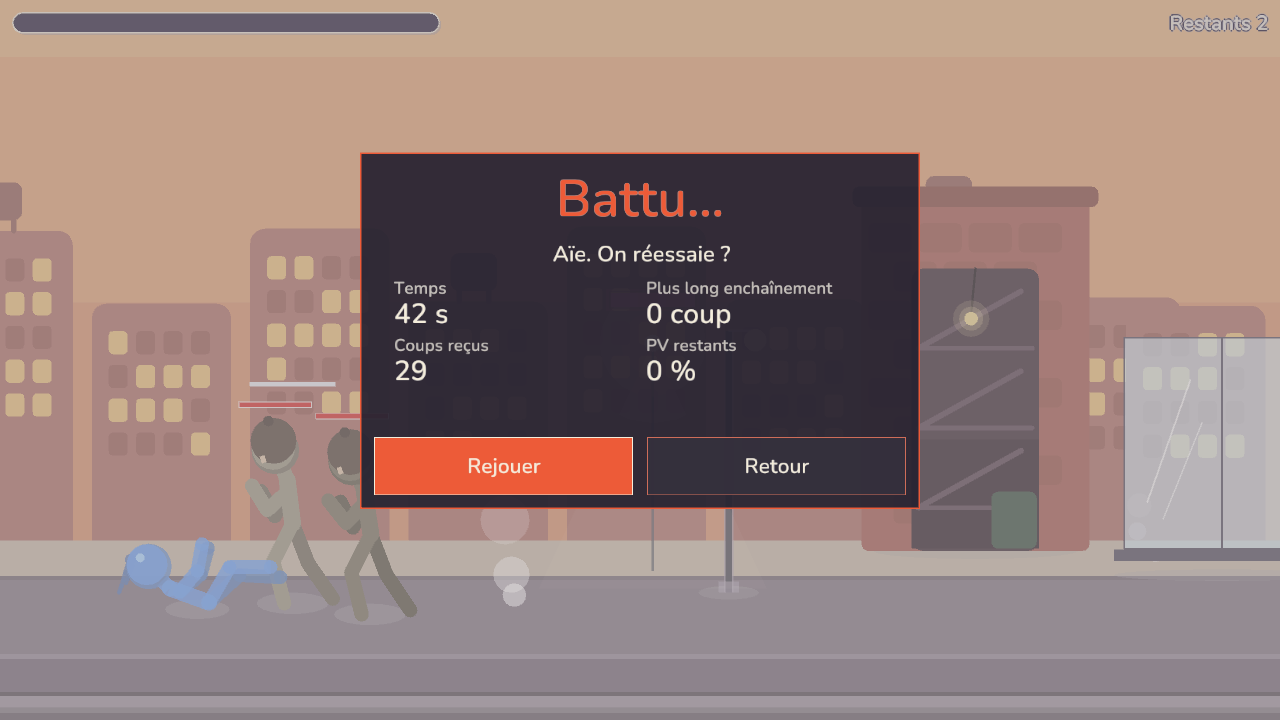 Restants 2
Battu...
Aïe. On réessaie ?
Temps
Plus long enchaînement
42 s
0 coup
Coups reçus
PV restants
29
0 %
Rejouer
Retour